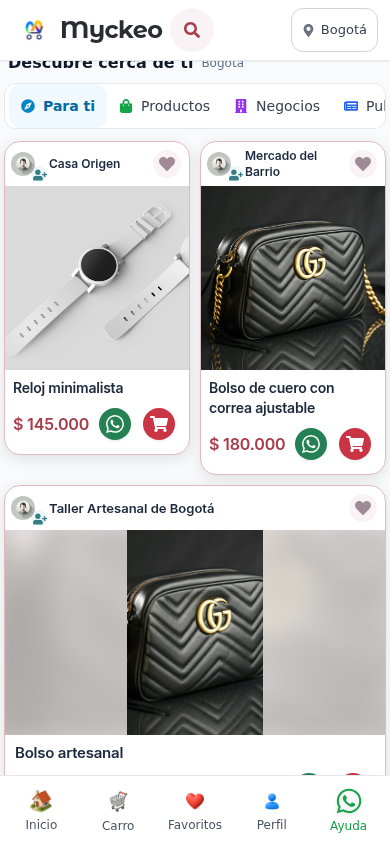 Myckeo
Bogotá
Descubre cerca de ti Bogotá
Para ti
Productos
Negocios
Casa Origen
Mercado del
Barrio
Reloj minimalista
$ 145.000
Bolso de cuero con
correa ajustable
$ 180.000
Taller Artesanal de Bogotá
Bolso artesanal
Inicio
Carro
Favoritos
Perfil
Ayuda